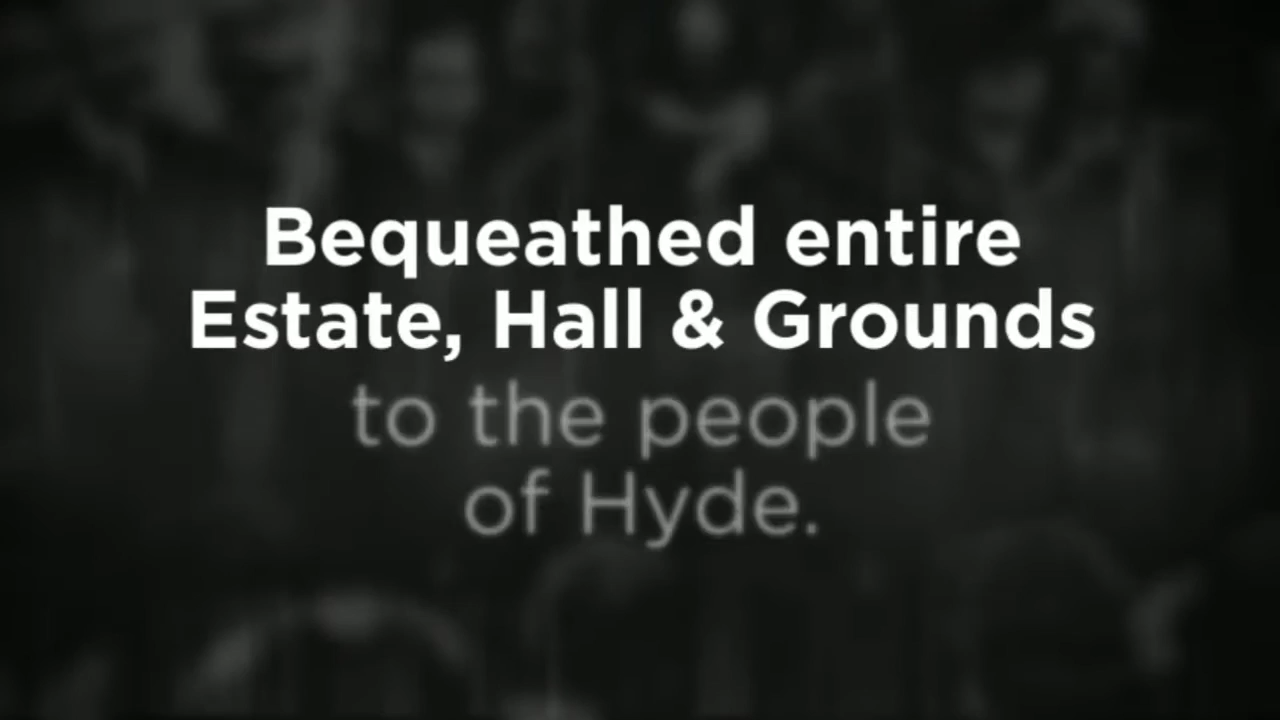 Bequeathed entire
Estate, Hall & Grounds
to the people
of Hyde.